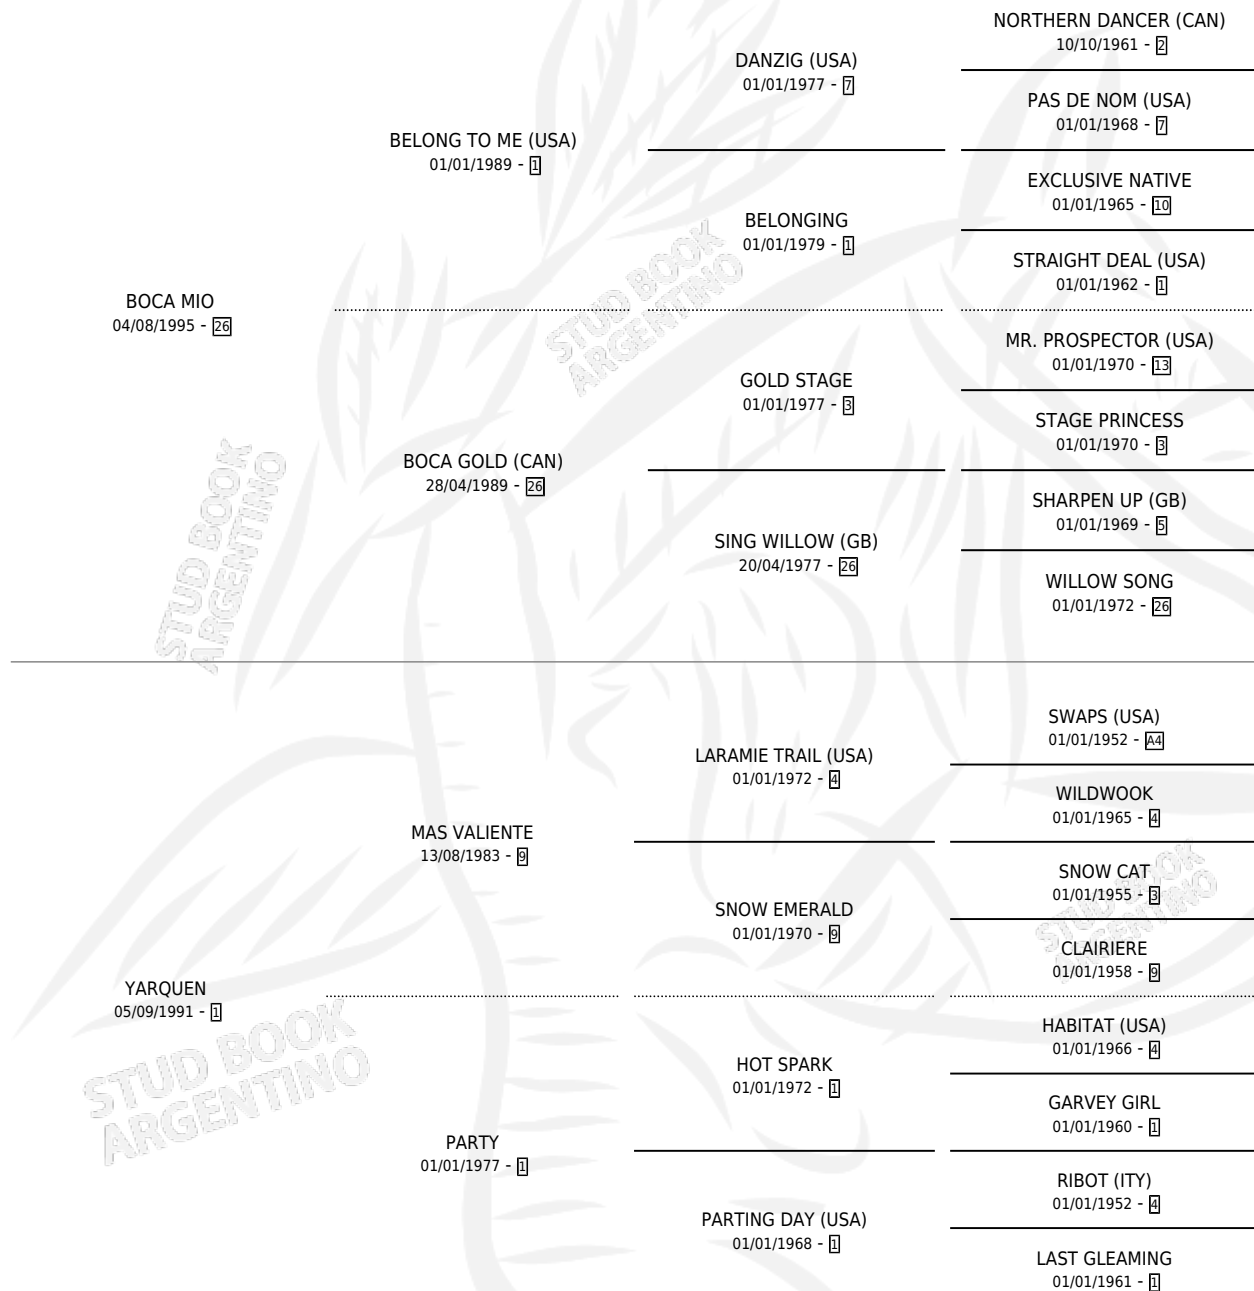 NORTHERN DANCER (CAN)
10/10/1961 - 2
DANZIG (USA)
01/01/1977 - 7
PAS DE NOM (USA)
01/01/1968 - 7
BELONG TO ME (USA)
01/01/1989 - 1
EXCLUSIVE NATIVE
01/01/1965 - 10
BELONGING
01/01/1979 - 1
STRAIGHT DEAL (USA)
01/01/1962 - 1
BOCA MIO
04/08/1995 - 26
MR. PROSPECTOR (USA)
01/01/1970 - 13
GOLD STAGE
01/01/1977 - 3
STAGE PRINCESS
01/01/1970 - 3
BOCA GOLD (CAN)
28/04/1989 - 26
SHARPEN UP (GB)
01/01/1969 - 5
SING WILLOW (GB)
20/04/1977 - 26
WILLOW SONG
01/01/1972 - 26
SWAPS (USA)
01/01/1952 - A4
LARAMIE TRAIL (USA)
01/01/1972 - 4
WILDWOOK
01/01/1965 - 4
MAS VALIENTE
13/08/1983 - 9
SNOW CAT
01/01/1955 - 3
SNOW EMERALD
01/01/1970 - 9
CLAIRIERE
01/01/1958 - 9
YARQUEN
05/09/1991 - 1
HABITAT (USA)
01/01/1966 - 4
HOT SPARK
01/01/1972 - 1
GARVEY GIRL
01/01/1960 - 1
PARTY
01/01/1977 - 1
RIBOT (ITY)
01/01/1952 - 4
PARTING DAY (USA)
01/01/1968 - 1
LAST GLEAMING
01/01/1961 - 1
STUD BOOK
ARGENTINO
STUD BOOK
ARGENTINO
STUD BOOK
ARGENTINO
STUD BOOK
ARGENTINO